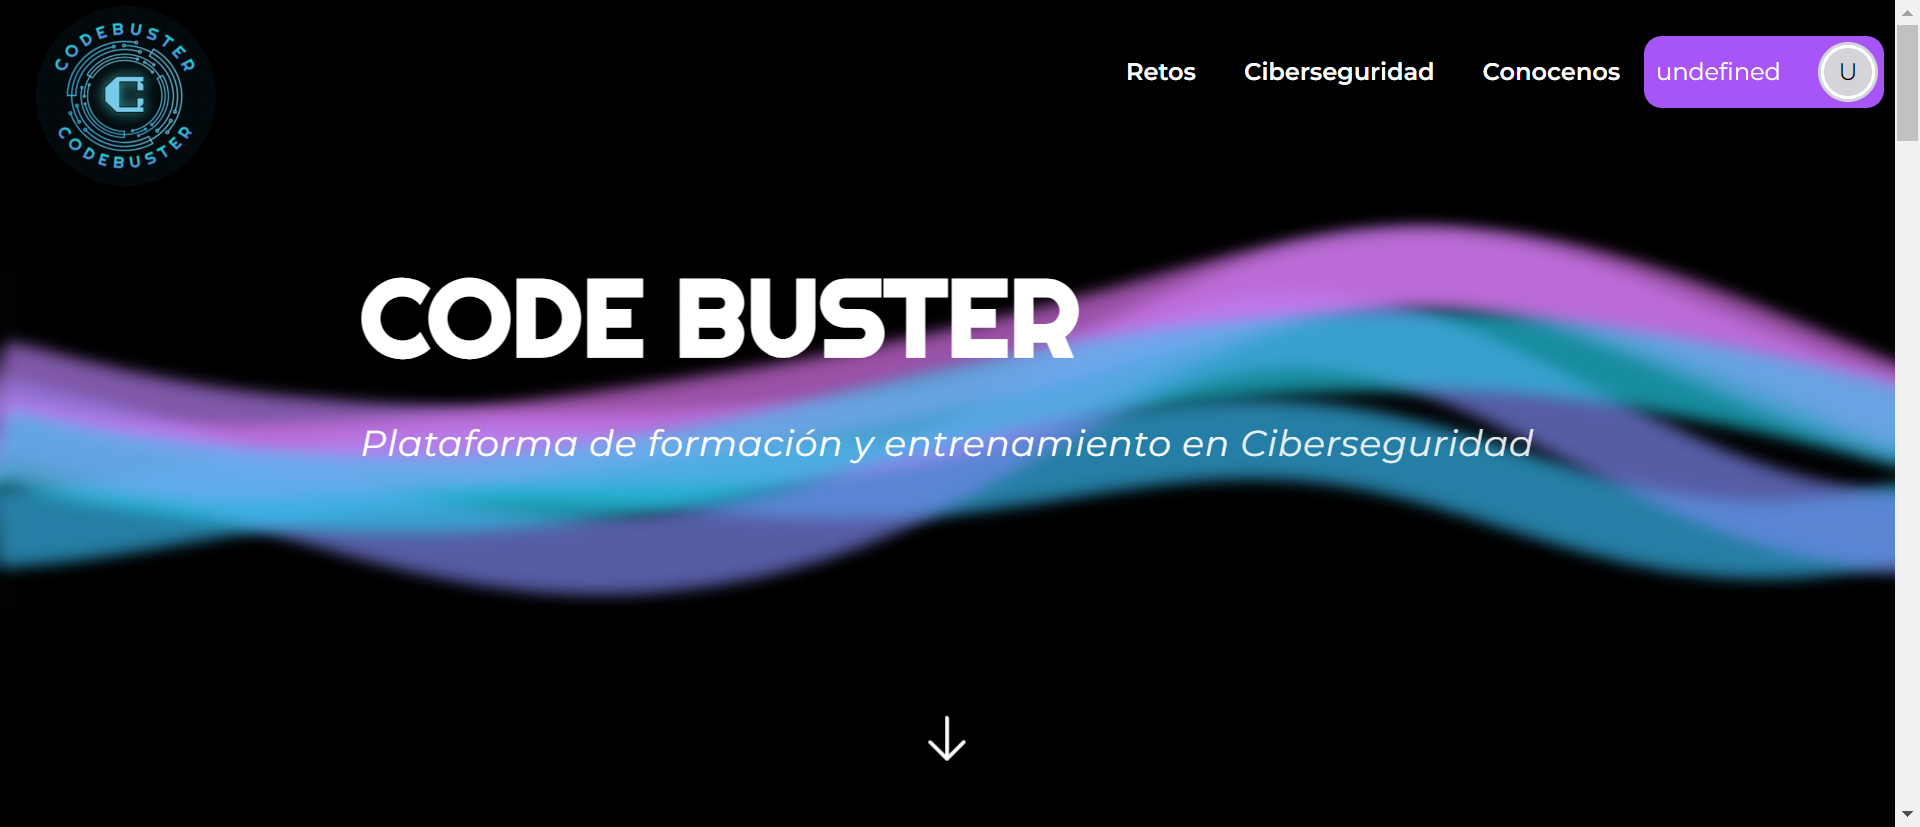 CODEBUSTER
C
CODEBUSTER
Retos Ciberseguridad Conocenos undefined U
CODE BUSTER
Plataforma de formación y entrenamiento en Ciberseguridad